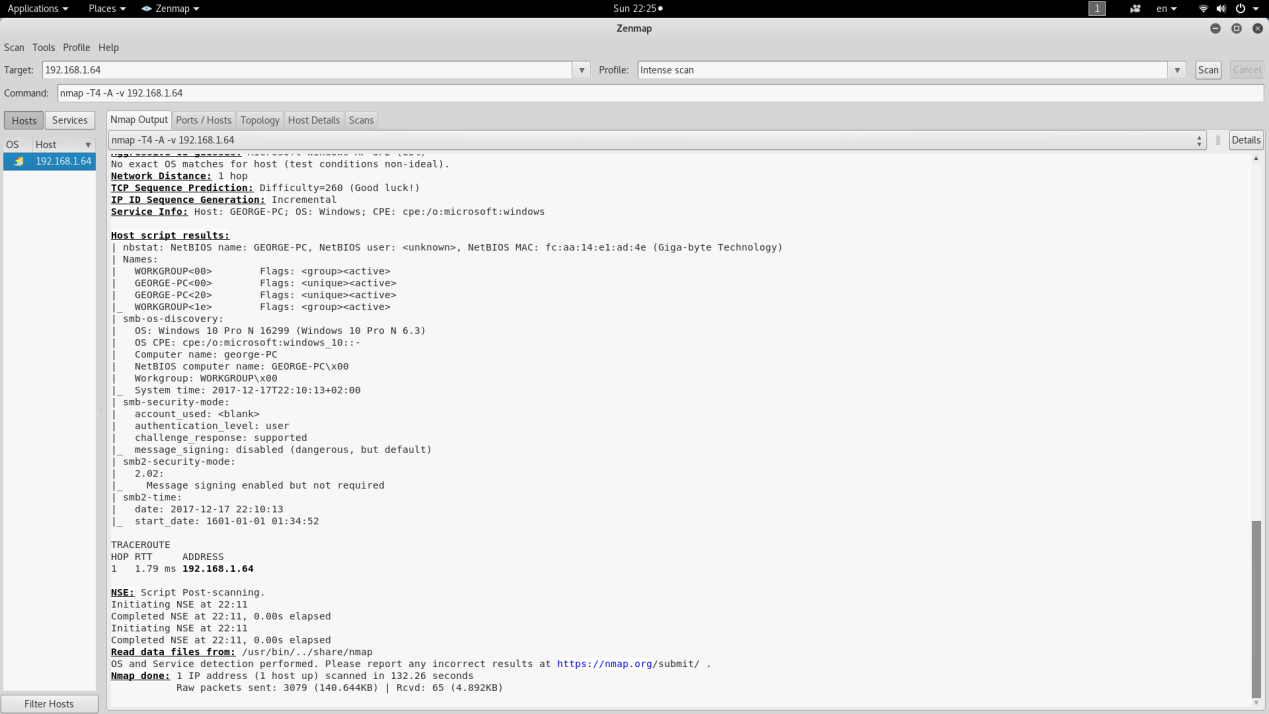 Applications Places Zenmap Sun 22:25 1 en
Zenmap
Scan Tools Profile Help
Target: 192.168.1.64 Profile: Intense scan Scan Cancel
Command: nmap -T4 -A -v 192.168.1.64
Hosts Services Nmap Output Ports / Hosts Topology Host Details Scans
OS Host nmap -T4 -A -v 192.168.1.64 Details
192.168.1.64
No exact OS matches for host (test conditions non-ideal).
Network Distance: 1 hop
TCP Sequence Prediction: Difficulty=260 (Good luck!)
IP ID Sequence Generation: Incremental
Service Info: Host: GEORGE-PC; OS: Windows; CPE: cpe:/o:microsoft:windows
Host script results:
| nbstat: NetBIOS name: GEORGE-PC, NetBIOS user: <unknown>, NetBIOS MAC: fc:aa:14:e1:ad:4e (Giga-byte Technology)
| Names:
|   WORKGROUP<00>        Flags: <group><active>
|   GEORGE-PC<00>        Flags: <unique><active>
|   GEORGE-PC<20>        Flags: <unique><active>
|_  WORKGROUP<1e>        Flags: <group><active>
| smb-os-discovery:
|   OS: Windows 10 Pro N 16299 (Windows 10 Pro N 6.3)
|   OS CPE: cpe:/o:microsoft:windows_10::-
|   Computer name: george-PC
|   NetBIOS computer name: GEORGE-PC\x00
|   Workgroup: WORKGROUP\x00
|_  System time: 2017-12-17T22:10:13+02:00
| smb-security-mode:
|   account_used: <blank>
|   authentication_level: user
|   challenge_response: supported
|_  message_signing: disabled (dangerous, but default)
| smb2-security-mode:
|   2.02:
|_    Message signing enabled but not required
| smb2-time:
|   date: 2017-12-17 22:10:13
|_  start_date: 1601-01-01 01:34:52
TRACEROUTE
HOP RTT     ADDRESS
1   1.79 ms 192.168.1.64
NSE: Script Post-scanning.
Initiating NSE at 22:11
Completed NSE at 22:11, 0.00s elapsed
Initiating NSE at 22:11
Completed NSE at 22:11, 0.00s elapsed
Read data files from: /usr/bin/../share/nmap
OS and Service detection performed. Please report any incorrect results at https://nmap.org/submit/ .
Nmap done: 1 IP address (1 host up) scanned in 132.26 seconds
Raw packets sent: 3079 (140.644KB) | Rcvd: 65 (4.892KB)
Filter Hosts